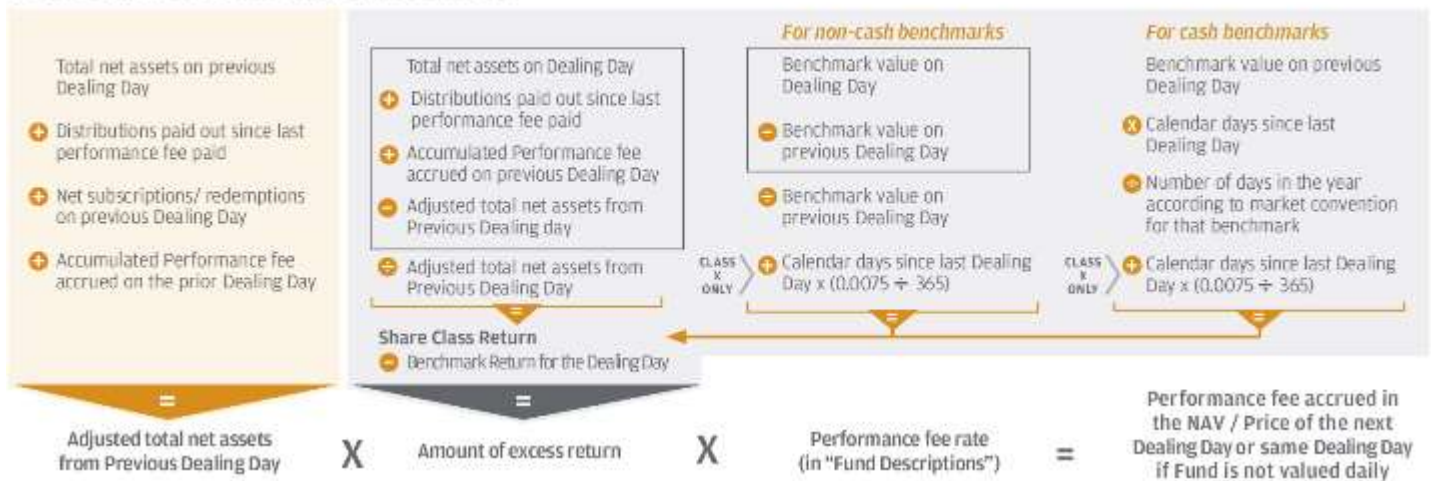 Total net assets on previous
Dealing Day
+ Distributions paid out since last
performance fee paid
+ Net subscriptions/ redemptions
on previous Dealing Day
+ Accumulated Performance fee
accrued on the prior Dealing Day
=
Adjusted total net assets
from Previous Dealing Day
X
Total net assets on Dealing Day
+ Distributions paid out since last
performance fee paid
+ Accumulated Performance fee
accrued on previous Dealing Day
− Adjusted total net assets from
Previous Dealing day
÷ Adjusted total net assets from
Previous Dealing Day
=
Share Class Return
− Benchmark Return for the Dealing Day
=
Amount of excess return
X
For non-cash benchmarks
Benchmark value on
Dealing Day
− Benchmark value on
previous Dealing Day
÷ Benchmark value on
previous Dealing Day
CLASS
X
ONLY
+ Calendar days since last Dealing
Day x (0.0075 ÷ 365)
=
For cash benchmarks
Benchmark value on previous
Dealing Day
X Calendar days since last
Dealing Day
÷ Number of days in the year
according to market convention
for that benchmark
CLASS
X
ONLY
+ Calendar days since last Dealing
Day x (0.0075 ÷ 365)
=
Performance fee rate
(in “Fund Descriptions”)
=
Performance fee accrued in
the NAV / Price of the next
Dealing Day or same Dealing Day
if Fund is not valued daily